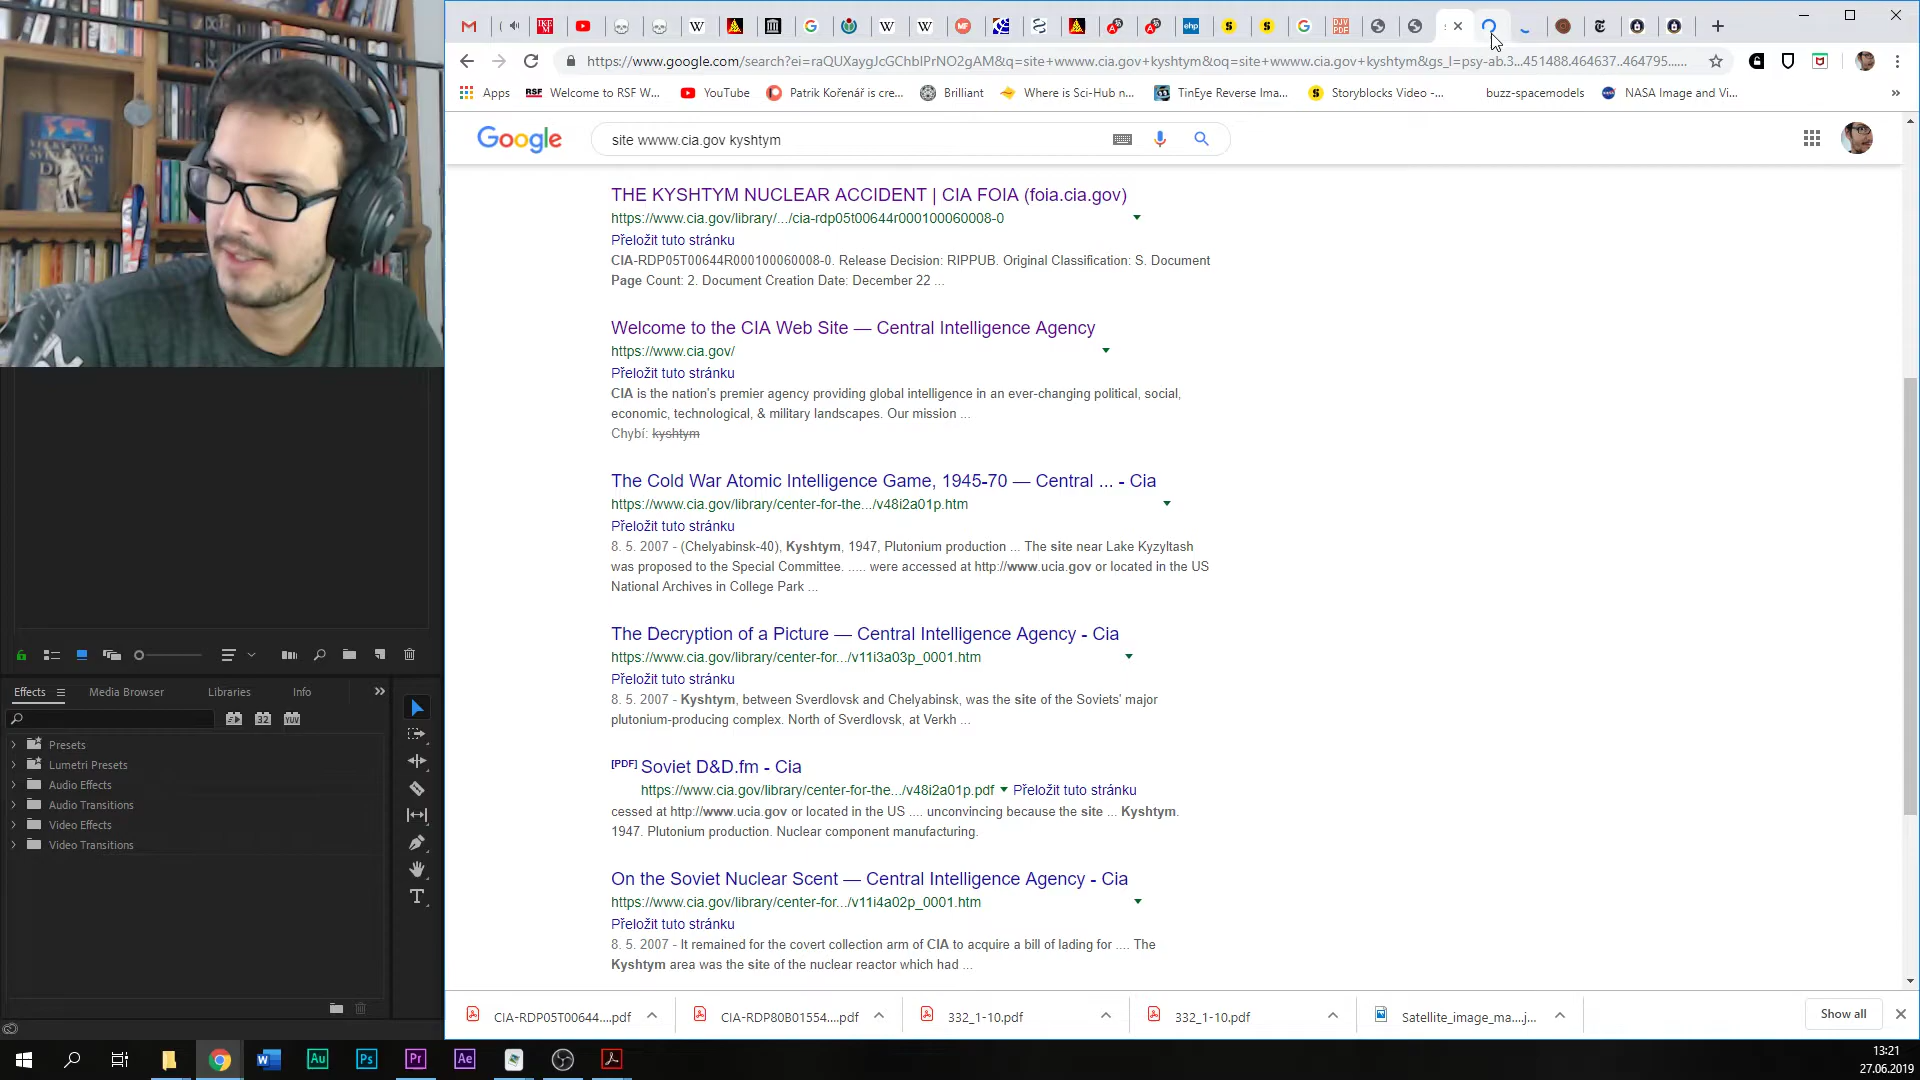 https://www.google.com/search?ei=raQUXaygJcGChbIPrNO2gAM&q=site+wwww.cia.gov+kyshtym&oq=site+wwww.cia.gov+kyshtym&gs_l=psy-ab.3...451488.464637..464795......
Apps
RSF Welcome to RSF W...
YouTube
Patrik Kořenář is cre...
Brilliant
Where is Sci-Hub n...
TinEye Reverse Ima...
Storyblocks Video -...
buzz-spacemodels
NASA Image and Vi...
Google
site wwww.cia.gov kyshtym
THE KYSHTYM NUCLEAR ACCIDENT | CIA FOIA (foia.cia.gov)
https://www.cia.gov/library/.../cia-rdp05t00644r000100060008-0
Přeložit tuto stránku
CIA-RDP05T00644R000100060008-0. Release Decision: RIPPUB. Original Classification: S. Document
Page Count: 2. Document Creation Date: December 22 ...
Welcome to the CIA Web Site — Central Intelligence Agency
https://www.cia.gov/
Přeložit tuto stránku
CIA is the nation's premier agency providing global intelligence in an ever-changing political, social,
economic, technological, & military landscapes. Our mission ...
Chybí: kyshtym
The Cold War Atomic Intelligence Game, 1945-70 — Central ... - Cia
https://www.cia.gov/library/center-for-the.../v48i2a01p.htm
Přeložit tuto stránku
8. 5. 2007 - (Chelyabinsk-40), Kyshtym, 1947, Plutonium production ... The site near Lake Kyzyltash
was proposed to the Special Committee. ..... were accessed at http://www.ucia.gov or located in the US
National Archives in College Park ...
The Decryption of a Picture — Central Intelligence Agency - Cia
https://www.cia.gov/library/center-for.../v11i3a03p_0001.htm
Přeložit tuto stránku
8. 5. 2007 - Kyshtym, between Sverdlovsk and Chelyabinsk, was the site of the Soviets' major
plutonium-producing complex. North of Sverdlovsk, at Verkh ...
[PDF] Soviet D&D.fm - Cia
https://www.cia.gov/library/center-for-the.../v48i2a01p.pdf Přeložit tuto stránku
cessed at http://www.ucia.gov or located in the US .... unconvincing because the site ... Kyshtym.
1947. Plutonium production. Nuclear component manufacturing.
On the Soviet Nuclear Scent — Central Intelligence Agency - Cia
https://www.cia.gov/library/center-for.../v11i4a02p_0001.htm
Přeložit tuto stránku
8. 5. 2007 - It remained for the covert collection arm of CIA to acquire a bill of lading for .... The
Kyshtym area was the site of the nuclear reactor which had ...
Effects
Media Browser
Libraries
Info
32
YUV
Presets
Lumetri Presets
Audio Effects
Audio Transitions
Video Effects
Video Transitions
CIA-RDP05T00644....pdf
CIA-RDP80B01554....pdf
332_1-10.pdf
332_1-10.pdf
Satellite_image_ma....j...
Show all
Au
Ps
Pr
Ae
13:21
27.06.2019